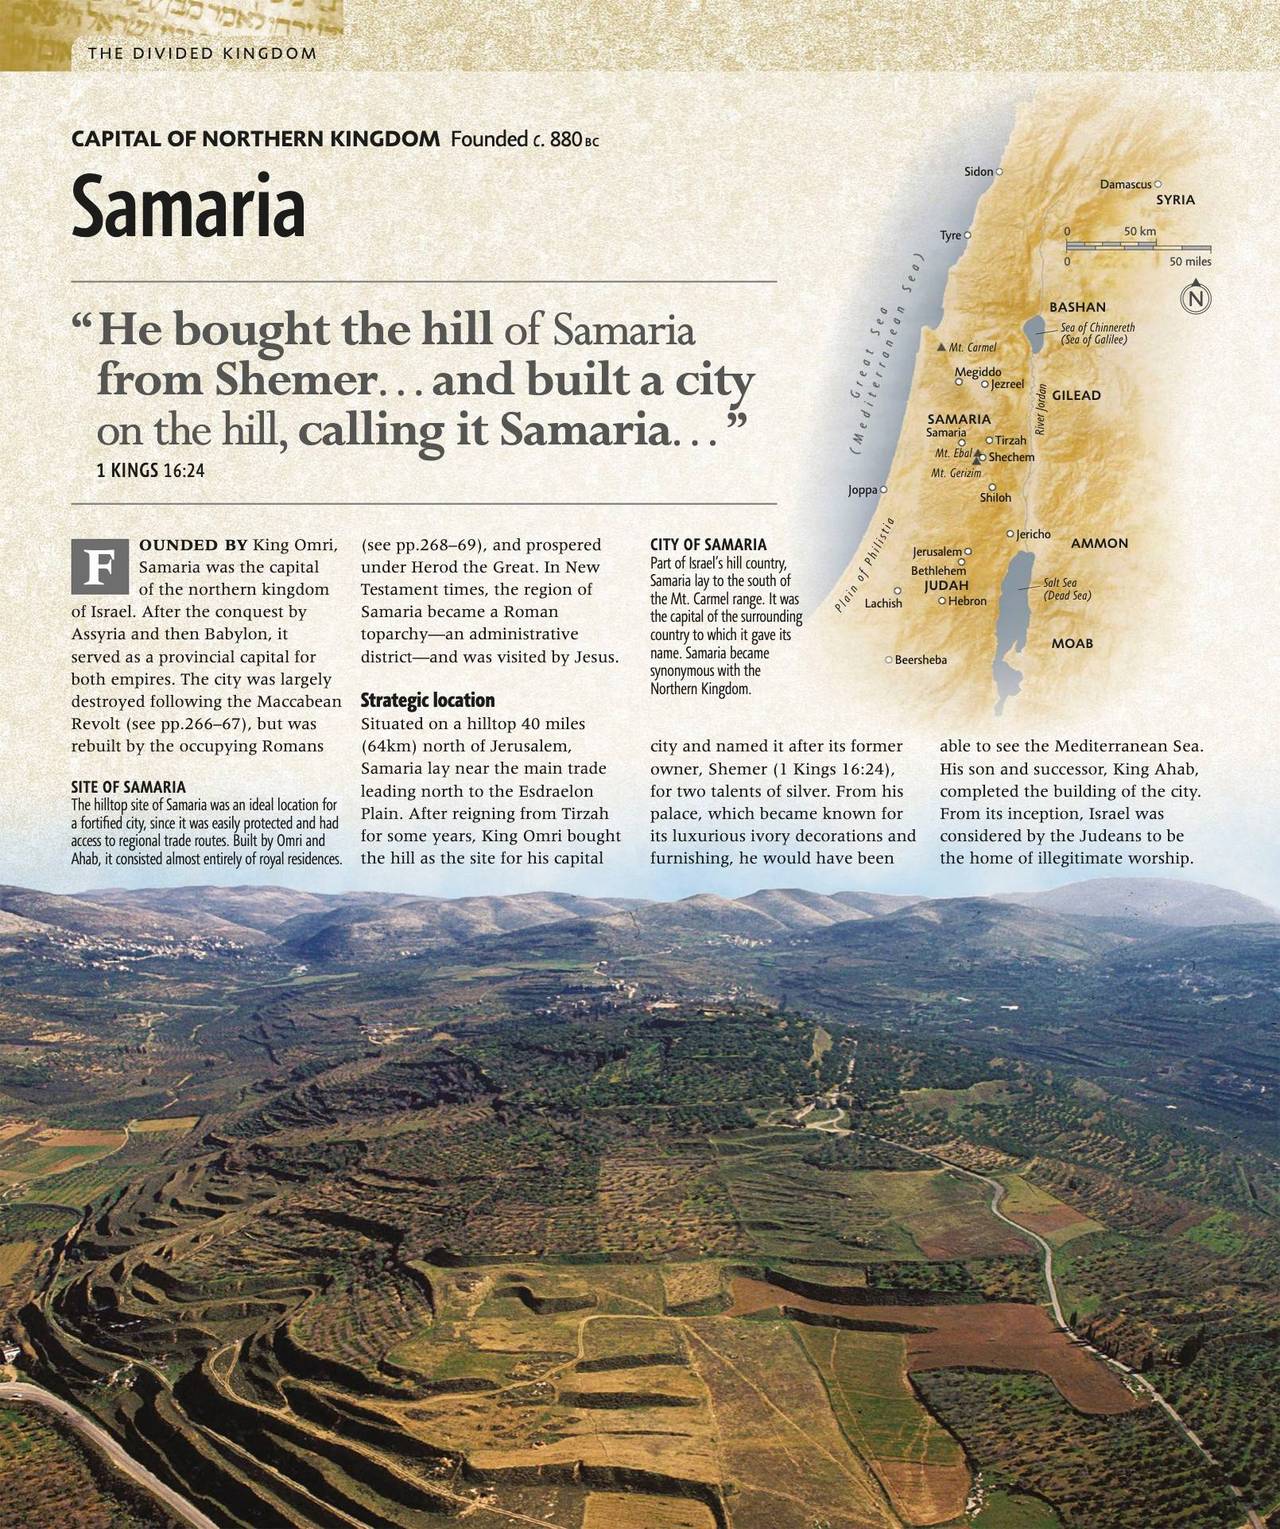 THE DIVIDED KINGDOM
CAPITAL OF NORTHERN KINGDOM Founded c. 880 BC
Samaria
“He bought the hill of Samaria
from Shemer... and built a city
on the hill, calling it Samaria...”
1 KINGS 16:24
FOUNDED BY King Omri,
Samaria was the capital
of the northern kingdom
of Israel. After the conquest by
Assyria and then Babylon, it
served as a provincial capital for
both empires. The city was largely
destroyed following the Maccabean
Revolt (see pp.266–67), but was
rebuilt by the occupying Romans
(see pp.268–69), and prospered
under Herod the Great. In New
Testament times, the region of
Samaria became a Roman
toparchy—an administrative
district—and was visited by Jesus.
Strategic location
Situated on a hilltop 40 miles
(64km) north of Jerusalem,
Samaria lay near the main trade
leading north to the Esdraelon
Plain. After reigning from Tirzah
for some years, King Omri bought
the hill as the site for his capital
city and named it after its former
owner, Shemer (1 Kings 16:24),
for two talents of silver. From his
palace, which became known for
its luxurious ivory decorations and
furnishing, he would have been
able to see the Mediterranean Sea.
His son and successor, King Ahab,
completed the building of the city.
From its inception, Israel was
considered by the Judeans to be
the home of illegitimate worship.
SITE OF SAMARIA
The hilltop site of Samaria was an ideal location for
a fortified city, since it was easily protected and had
access to regional trade routes. Built by Omri and
Ahab, it consisted almost entirely of royal residences.
CITY OF SAMARIA
Part of Israel’s hill country,
Samaria lay to the south of
the Mt. Carmel range. It was
the capital of the surrounding
country to which it gave its
name. Samaria became
synonymous with the
Northern Kingdom.
Sidon
Damascus
SYRIA
Tyre
0 50 km
0 50 miles
N
Great Sea
(Mediterranean Sea)
BASHAN
Sea of Chinnereth
(Sea of Galilee)
Mt. Carmel
Megiddo
Jezreel
River Jordan
GILEAD
SAMARIA
Samaria
Tirzah
Mt. Ebal
Shechem
Mt. Gerizim
Joppa
Shiloh
Plain of Philistia
Jericho
AMMON
Jerusalem
Bethlehem
JUDAH
Salt Sea
(Dead Sea)
Lachish
Hebron
MOAB
Beersheba